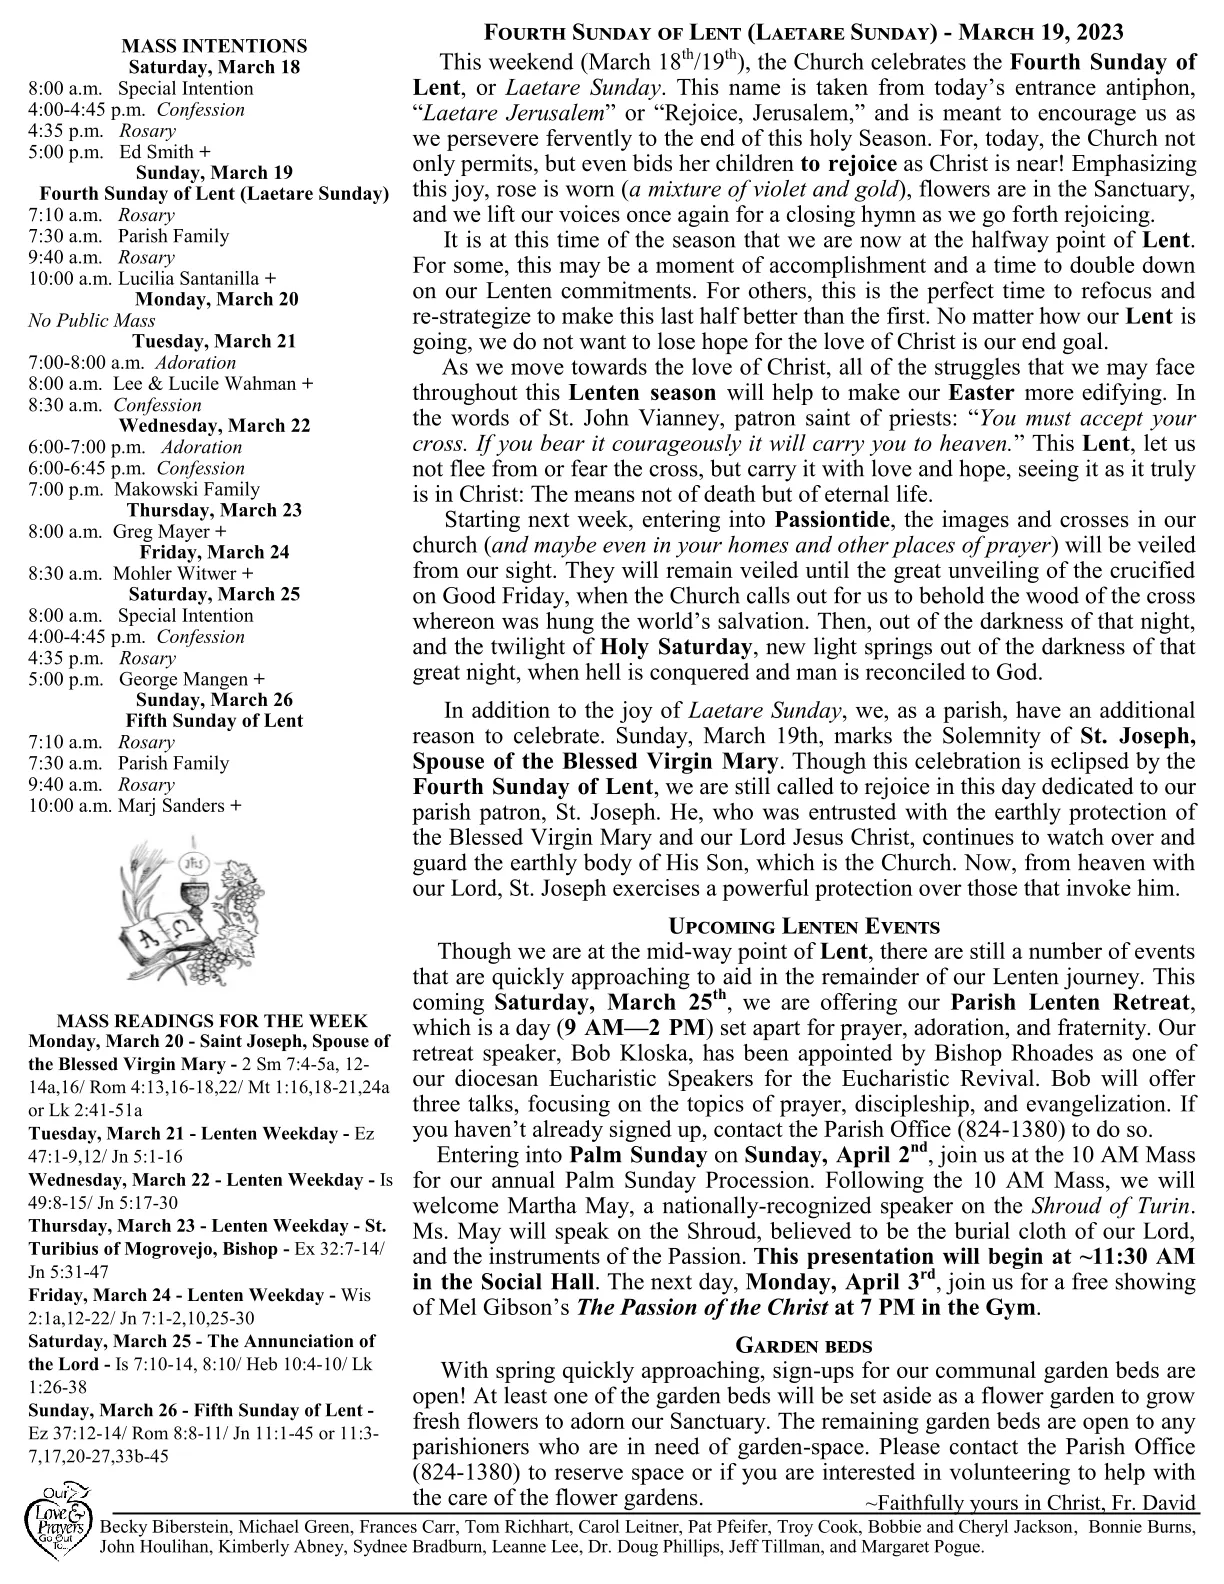 MASS INTENTIONS
Saturday, March 18
8:00 a.m. Special Intention
4:00-4:45 p.m. Confession
4:35 p.m. Rosary
5:00 p.m. Ed Smith +
Sunday, March 19
Fourth Sunday of Lent (Laetare Sunday)
7:10 a.m. Rosary
7:30 a.m. Parish Family
9:40 a.m. Rosary
10:00 a.m. Lucilia Santanilla +
Monday, March 20
No Public Mass
Tuesday, March 21
7:00-8:00 a.m. Adoration
8:00 a.m. Lee & Lucile Wahman +
8:30 a.m. Confession
Wednesday, March 22
6:00-7:00 p.m. Adoration
6:00-6:45 p.m. Confession
7:00 p.m. Makowski Family
Thursday, March 23
8:00 a.m. Greg Mayer +
Friday, March 24
8:30 a.m. Mohler Witwer +
Saturday, March 25
8:00 a.m. Special Intention
4:00-4:45 p.m. Confession
4:35 p.m. Rosary
5:00 p.m. George Mangen +
Sunday, March 26
Fifth Sunday of Lent
7:10 a.m. Rosary
7:30 a.m. Parish Family
9:40 a.m. Rosary
10:00 a.m. Marj Sanders +
JHS
A Ω
MASS READINGS FOR THE WEEK
Monday, March 20 - Saint Joseph, Spouse of
the Blessed Virgin Mary - 2 Sm 7:4-5a, 12-
14a,16/ Rom 4:13,16-18,22/ Mt 1:16,18-21,24a
or Lk 2:41-51a
Tuesday, March 21 - Lenten Weekday - Ez
47:1-9,12/ Jn 5:1-16
Wednesday, March 22 - Lenten Weekday - Is
49:8-15/ Jn 5:17-30
Thursday, March 23 - Lenten Weekday - St.
Turibius of Mogrovejo, Bishop - Ex 32:7-14/
Jn 5:31-47
Friday, March 24 - Lenten Weekday - Wis
2:1a,12-22/ Jn 7:1-2,10,25-30
Saturday, March 25 - The Annunciation of
the Lord - Is 7:10-14, 8:10/ Heb 10:4-10/ Lk
1:26-38
Sunday, March 26 - Fifth Sunday of Lent -
Ez 37:12-14/ Rom 8:8-11/ Jn 11:1-45 or 11:3-
7,17,20-27,33b-45
Fourth Sunday of Lent (Laetare Sunday) - March 19, 2023
This weekend (March 18th/19th), the Church celebrates the Fourth Sunday of
Lent, or Laetare Sunday. This name is taken from today's entrance antiphon,
“Laetare Jerusalem” or “Rejoice, Jerusalem,” and is meant to encourage us as
we persevere fervently to the end of this holy Season. For, today, the Church not
only permits, but even bids her children to rejoice as Christ is near! Emphasizing
this joy, rose is worn (a mixture of violet and gold), flowers are in the Sanctuary,
and we lift our voices once again for a closing hymn as we go forth rejoicing.
It is at this time of the season that we are now at the halfway point of Lent.
For some, this may be a moment of accomplishment and a time to double down
on our Lenten commitments. For others, this is the perfect time to refocus and
re-strategize to make this last half better than the first. No matter how our Lent is
going, we do not want to lose hope for the love of Christ is our end goal.
As we move towards the love of Christ, all of the struggles that we may face
throughout this Lenten season will help to make our Easter more edifying. In
the words of St. John Vianney, patron saint of priests: “You must accept your
cross. If you bear it courageously it will carry you to heaven.” This Lent, let us
not flee from or fear the cross, but carry it with love and hope, seeing it as it truly
is in Christ: The means not of death but of eternal life.
Starting next week, entering into Passiontide, the images and crosses in our
church (and maybe even in your homes and other places of prayer) will be veiled
from our sight. They will remain veiled until the great unveiling of the crucified
on Good Friday, when the Church calls out for us to behold the wood of the cross
whereon was hung the world's salvation. Then, out of the darkness of that night,
and the twilight of Holy Saturday, new light springs out of the darkness of that
great night, when hell is conquered and man is reconciled to God.
In addition to the joy of Laetare Sunday, we, as a parish, have an additional
reason to celebrate. Sunday, March 19th, marks the Solemnity of St. Joseph,
Spouse of the Blessed Virgin Mary. Though this celebration is eclipsed by the
Fourth Sunday of Lent, we are still called to rejoice in this day dedicated to our
parish patron, St. Joseph. He, who was entrusted with the earthly protection of
the Blessed Virgin Mary and our Lord Jesus Christ, continues to watch over and
guard the earthly body of His Son, which is the Church. Now, from heaven with
our Lord, St. Joseph exercises a powerful protection over those that invoke him.
Upcoming Lenten Events
Though we are at the mid-way point of Lent, there are still a number of events
that are quickly approaching to aid in the remainder of our Lenten journey. This
coming Saturday, March 25th, we are offering our Parish Lenten Retreat,
which is a day (9 AM—2 PM) set apart for prayer, adoration, and fraternity. Our
retreat speaker, Bob Kloska, has been appointed by Bishop Rhoades as one of
our diocesan Eucharistic Speakers for the Eucharistic Revival. Bob will offer
three talks, focusing on the topics of prayer, discipleship, and evangelization. If
you haven't already signed up, contact the Parish Office (824-1380) to do so.
Entering into Palm Sunday on Sunday, April 2nd, join us at the 10 AM Mass
for our annual Palm Sunday Procession. Following the 10 AM Mass, we will
welcome Martha May, a nationally-recognized speaker on the Shroud of Turin.
Ms. May will speak on the Shroud, believed to be the burial cloth of our Lord,
and the instruments of the Passion. This presentation will begin at ~11:30 AM
in the Social Hall. The next day, Monday, April 3rd, join us for a free showing
of Mel Gibson's The Passion of the Christ at 7 PM in the Gym.
Garden beds
With spring quickly approaching, sign-ups for our communal garden beds are
open! At least one of the garden beds will be set aside as a flower garden to grow
fresh flowers to adorn our Sanctuary. The remaining garden beds are open to any
parishioners who are in need of garden-space. Please contact the Parish Office
(824-1380) to reserve space or if you are interested in volunteering to help with
the care of the flower gardens.
~Faithfully yours in Christ, Fr. David
Our
Love &
Prayers
Go Out
To...
Becky Biberstein, Michael Green, Frances Carr, Tom Richhart, Carol Leitner, Pat Pfeifer, Troy Cook, Bobbie and Cheryl Jackson, Bonnie Burns,
John Houlihan, Kimberly Abney, Sydnee Bradburn, Leanne Lee, Dr. Doug Phillips, Jeff Tillman, and Margaret Pogue.